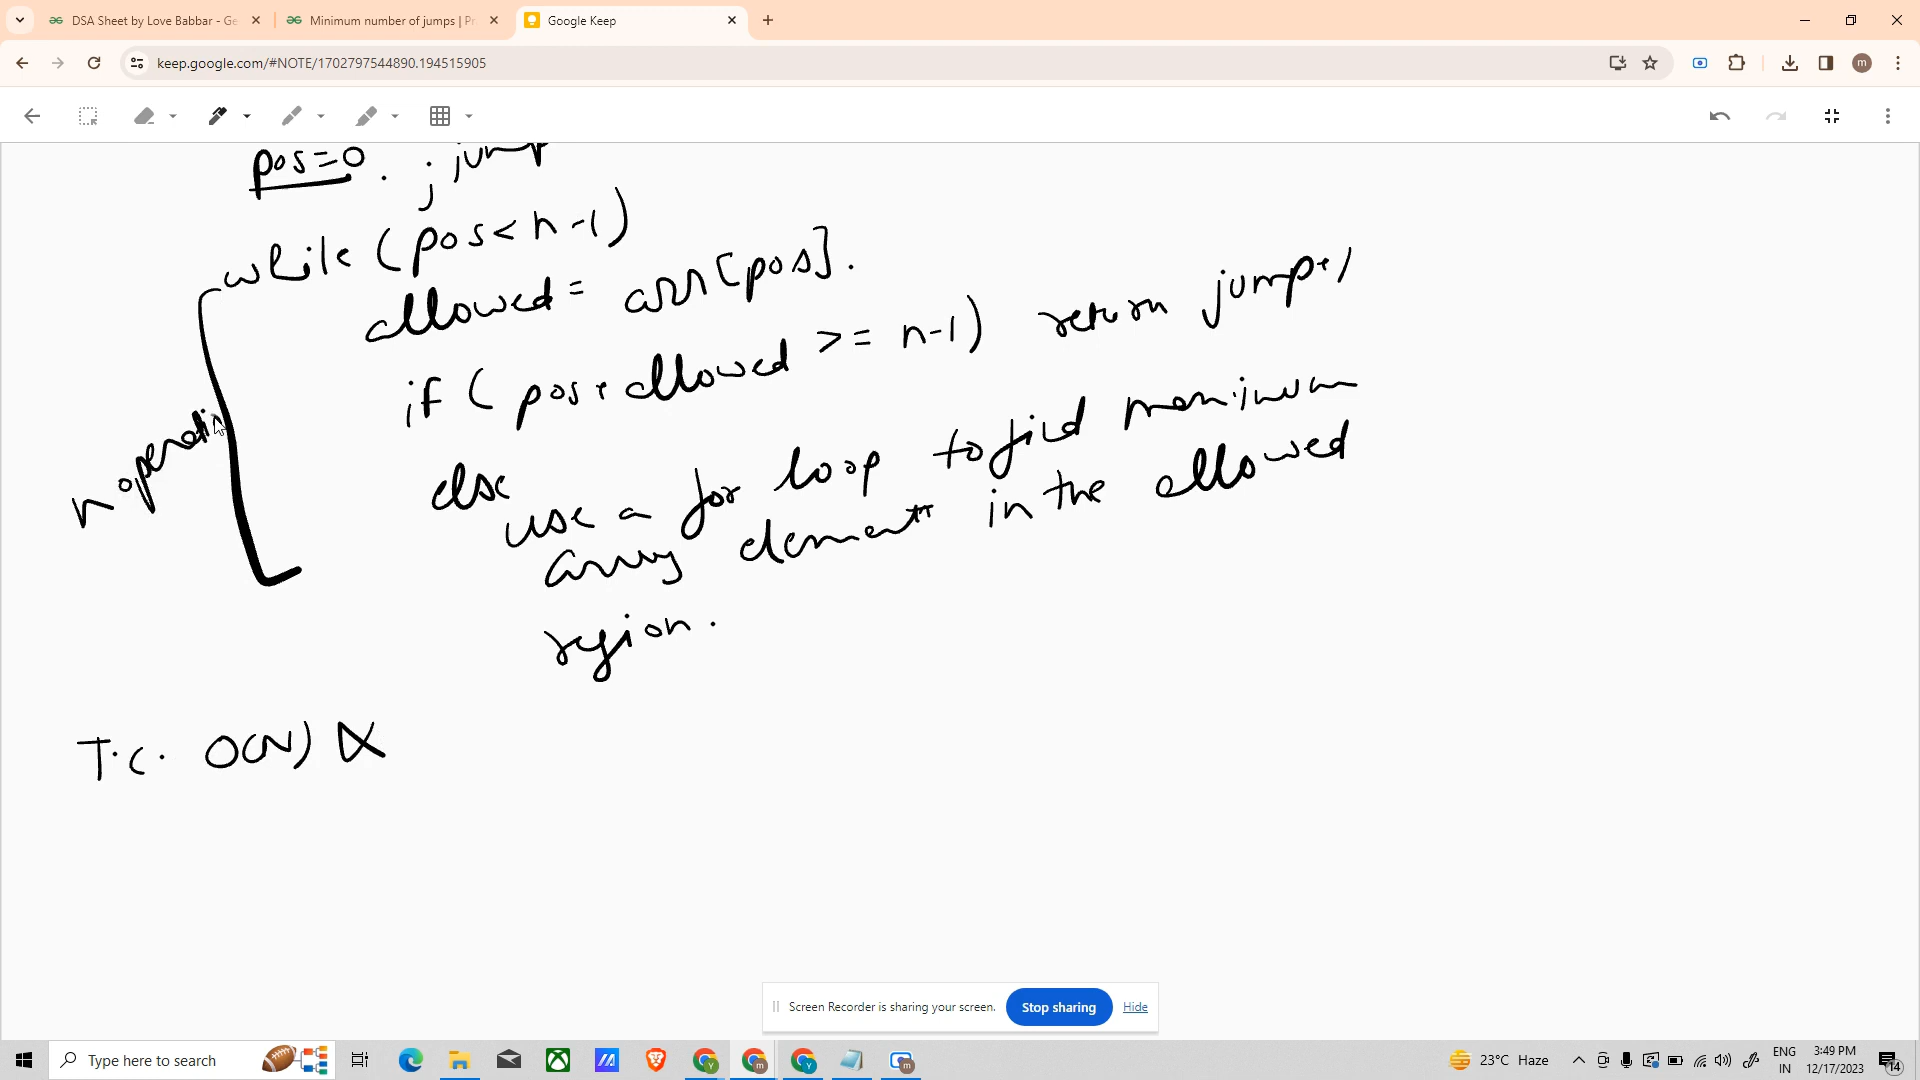 DSA Sheet by Love Babbar - Ge
Minimum number of jumps | Pr
Google Keep
keep.google.com/#NOTE/1702797544890.194515905
m
pos=0. ; jump
while (pos < n-1)
allowed = arr[pos].
if ( pos + allowed >= n-1) return jump+1
else
use a for loop to find maximum
array element in the allowed
region.
n operati
T.C. O(N)
Screen Recorder is sharing your screen.
Stop sharing
Hide
Type here to search
23°C Haze
ENG
IN
3:49 PM
12/17/2023
14